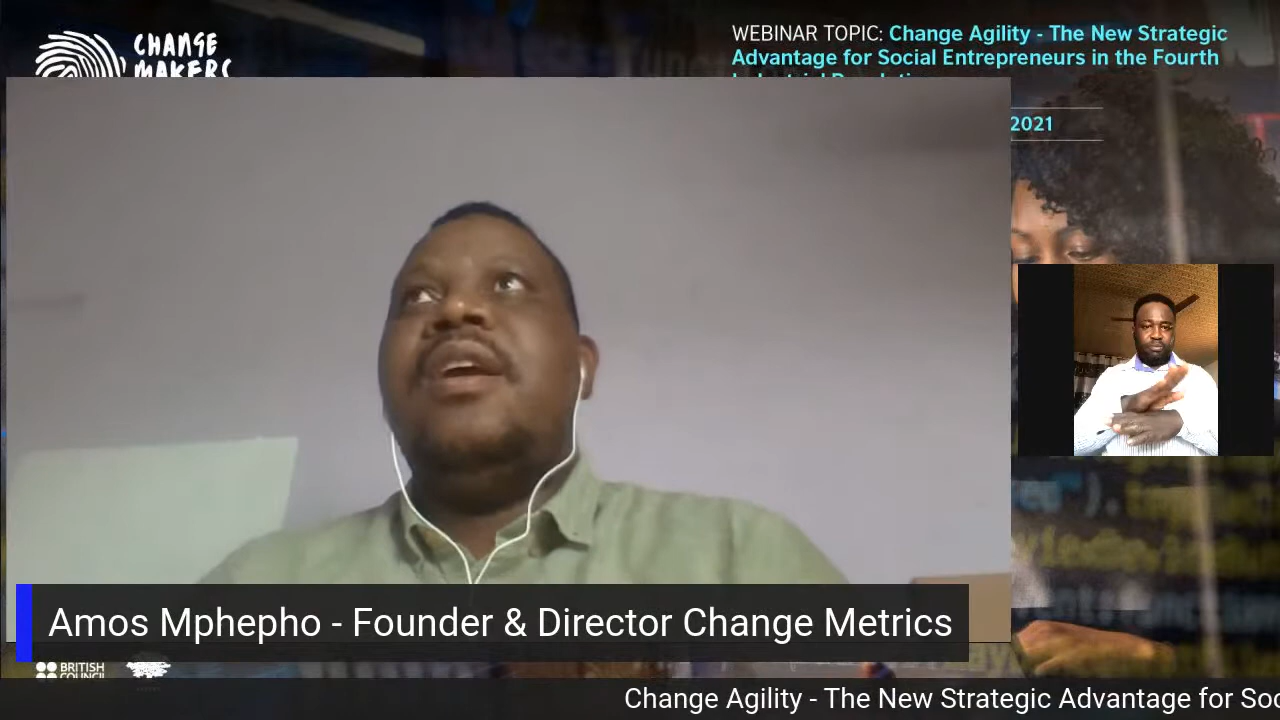 CHANGE
MAKERS
WEBINAR TOPIC: Change Agility - The New Strategic
Advantage for Social Entrepreneurs in the Fourth
2021
Amos Mphepho - Founder & Director Change Metrics
BRITISH
COUNCIL
Change Agility - The New Strategic Advantage for Soc